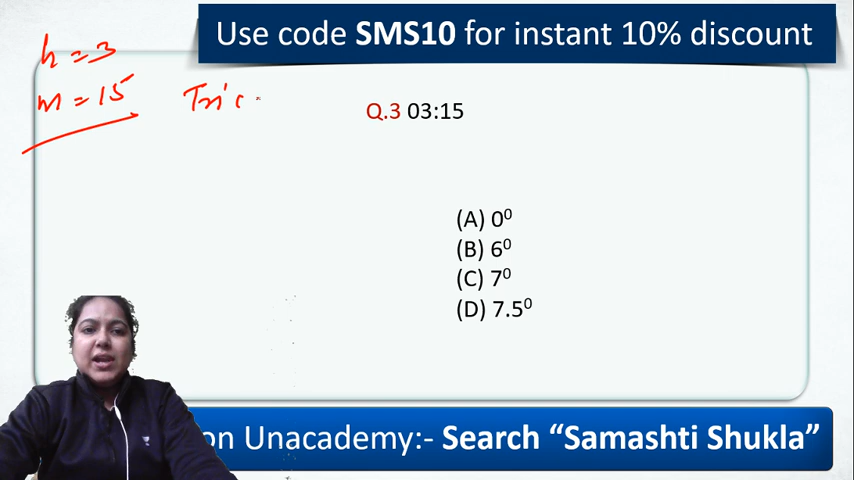 Use code SMS10 for instant 10% discount
h = 3
m = 15
Tric
Q.3 03:15
(A) 0⁰
(B) 6⁰
(C) 7⁰
(D) 7.5⁰
on Unacademy:- Search “Samashti Shukla”